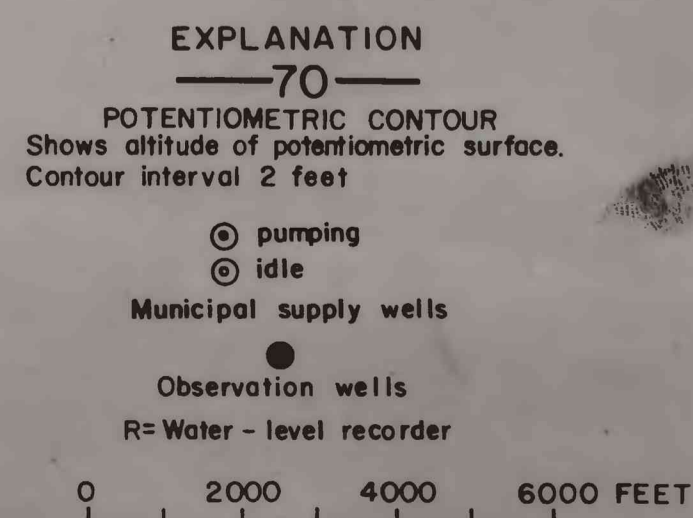 EXPLANATION
70
POTENTIOMETRIC CONTOUR
Shows altitude of potentiometric surface.
Contour interval 2 feet
pumping
idle
Municipal supply wells
Observation wells
R= Water - level recorder
0 2000 4000 6000 FEET